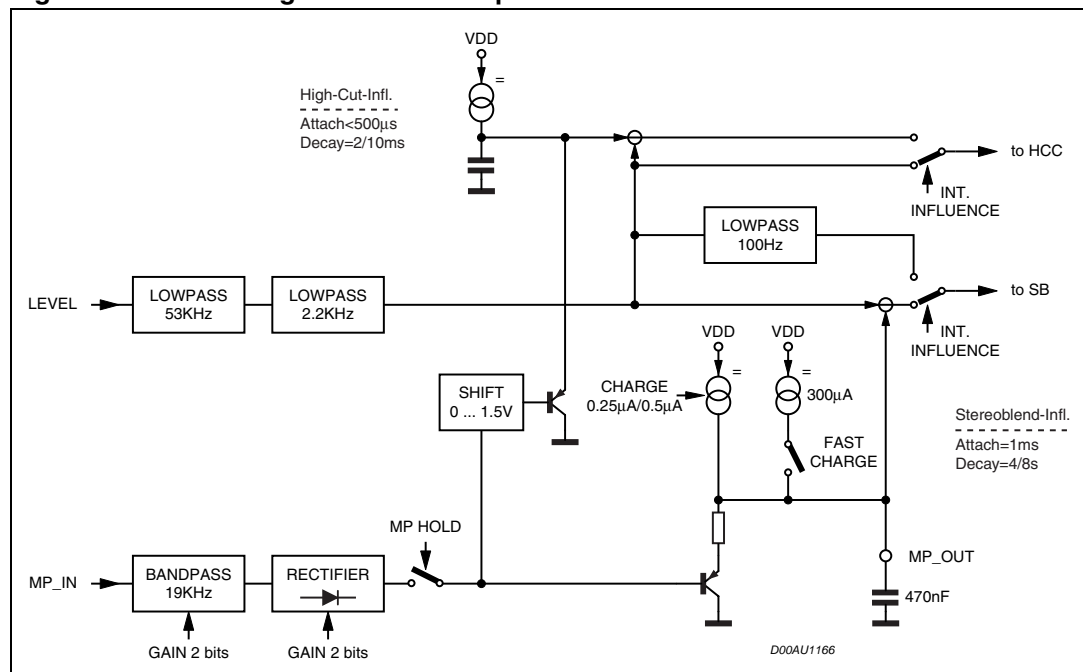 VDD
High-Cut-Infl.
=
Attach<500µs
Decay=2/10ms
to HCC
INT.
INFLUENCE
LOWPASS
100Hz
LEVEL
LOWPASS
53KHz
LOWPASS
2.2KHz
to SB
INT.
INFLUENCE
VDD
VDD
=
=
SHIFT
0 ... 1.5V
CHARGE
0.25µA/0.5µA
300µA
Stereoblend-Infl.
Attach=1ms
Decay=4/8s
FAST
CHARGE
MP HOLD
MP_IN
BANDPASS
19KHz
RECTIFIER
MP_OUT
470nF
GAIN 2 bits
GAIN 2 bits
D00AU1166